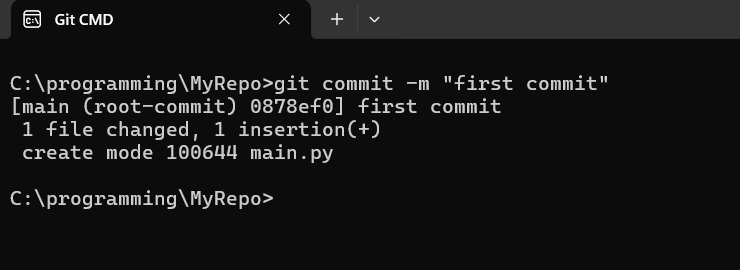 Git CMD
C:\programming\MyRepo>git commit -m "first commit"
[main (root-commit) 0878ef0] first commit
 1 file changed, 1 insertion(+)
 create mode 100644 main.py
C:\programming\MyRepo>